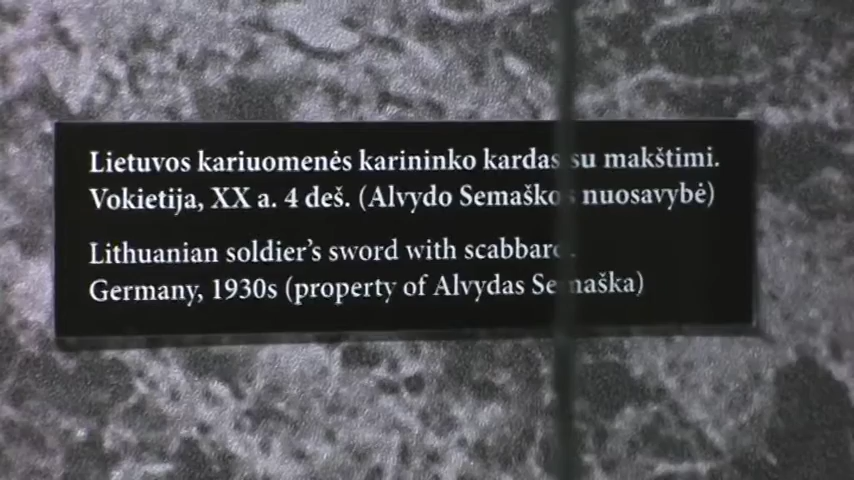 Lietuvos kariuomenės karininko kardas su makštimi.
Vokietija, XX a. 4 deš. (Alvydo Semaškos nuosavybė)
Lithuanian soldier’s sword with scabbard.
Germany, 1930s (property of Alvydas Semaška)